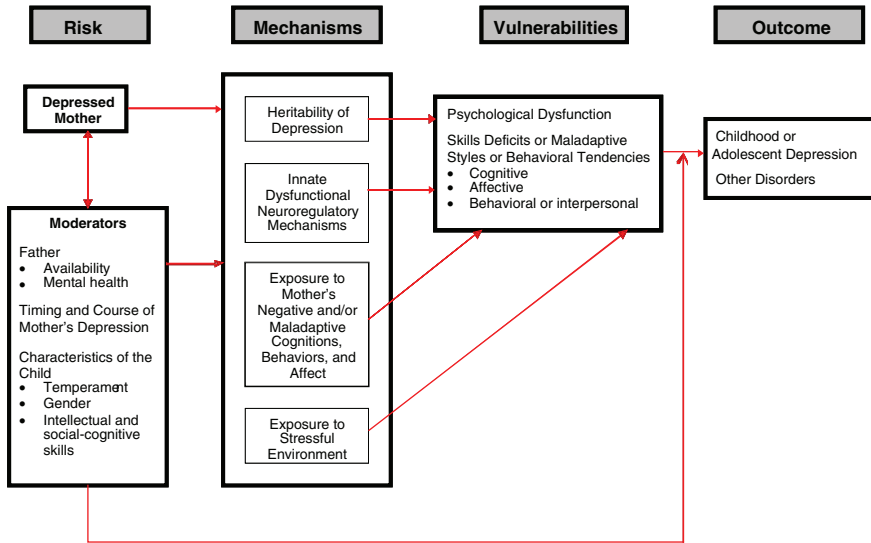 Risk
Mechanisms
Vulnerabilities
Outcome
Depressed
Mother
Moderators
Father
• Availability
• Mental health
Timing and Course of
Mother's Depression
Characteristics of the
Child
• Temperament
• Gender
• Intellectual and
social-cognitive
skills
Heritability of
Depression
Innate
Dysfunctional
Neuroregulatory
Mechanisms
Exposure to
Mother's
Negative and/or
Maladaptive
Cognitions,
Behaviors, and
Affect
Exposure to
Stressful
Environment
Psychological Dysfunction
Skills Deficits or Maladaptive
Styles or Behavioral Tendencies
• Cognitive
• Affective
• Behavioral or interpersonal
Childhood or
Adolescent Depression
Other Disorders